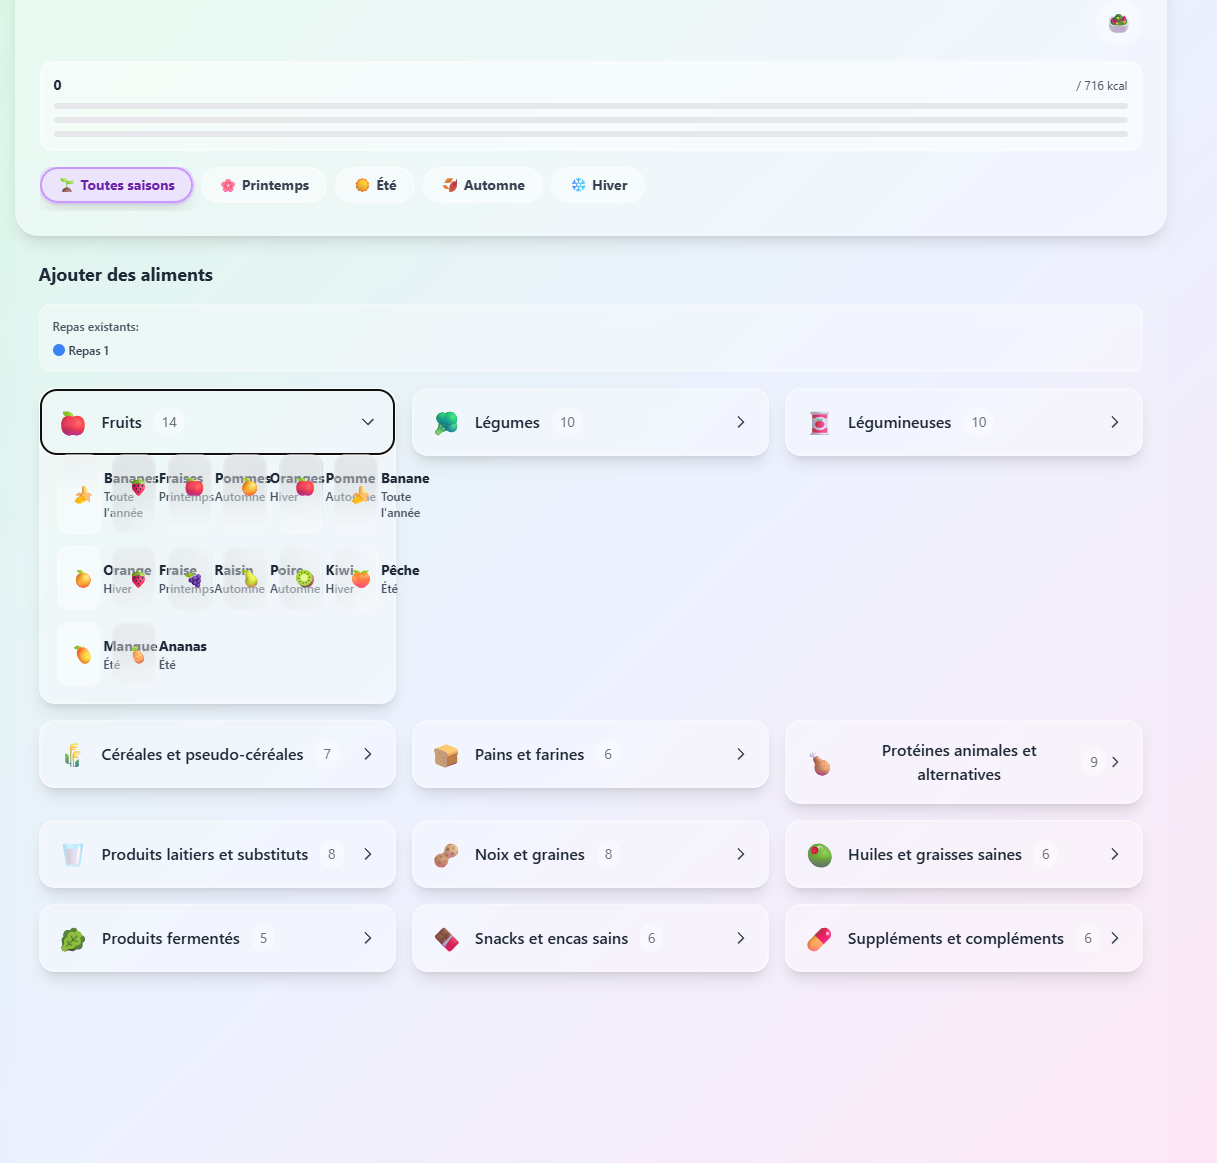 0
/ 716 kcal
Toutes saisons
Printemps
Été
Automne
Hiver
Ajouter des aliments
Repas existants:
Repas 1
Fruits 14
Légumes 10
Légumineuses 10
Bananes Fraises Pommes Oranges Pomme Banane
Toute Printemps Automne Hiver Automne Toute
l'année l'année
Orange Fraise Raisin Poire Kiwi Pêche
Hiver Printemps Automne Automne Hiver Été
Mangue Ananas
Été Été
Céréales et pseudo-céréales 7
Pains et farines 6
Protéines animales et
alternatives
9
Produits laitiers et substituts 8
Noix et graines 8
Huiles et graisses saines 6
Produits fermentés 5
Snacks et encas sains 6
Suppléments et compléments 6